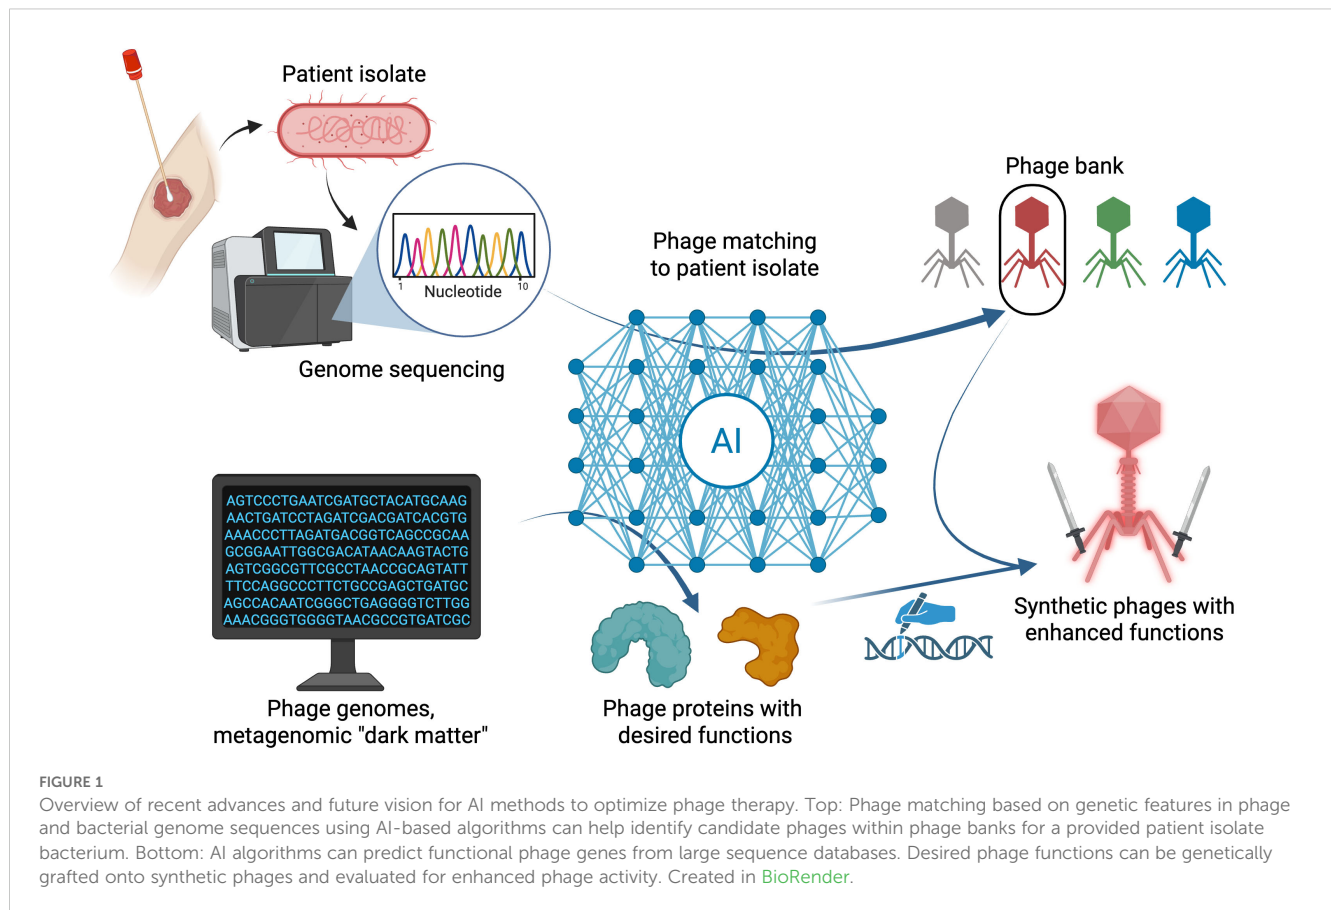 Patient isolate
Phage bank
Phage matching
to patient isolate
1
10
Nucleotide
Genome sequencing
AI
AGTCCCTGAATCGATGCTACATGCAAG
AACTGATCCTAGATCGACGATCACGTG
AAACCCTTAGATGACGGTCAGCCGCAA
GCGGAATTGGCGACATAACAAGTACTG
AGTCGGCGTTCGCCTAACCGCAGTATT
TTCCAGGCCCTTCTGCCGAGCTGATGC
AGCCACAATCGGGCTGAGGGGTCTTGG
AAACGGGTGGGGTAACGCCGTGATCGC
Synthetic phages with
enhanced functions
Phage genomes,
metagenomic "dark matter"
Phage proteins with
desired functions
FIGURE 1
Overview of recent advances and future vision for AI methods to optimize phage therapy. Top: Phage matching based on genetic features in phage
and bacterial genome sequences using AI-based algorithms can help identify candidate phages within phage banks for a provided patient isolate
bacterium. Bottom: AI algorithms can predict functional phage genes from large sequence databases. Desired phage functions can be genetically
grafted onto synthetic phages and evaluated for enhanced phage activity. Created in BioRender.